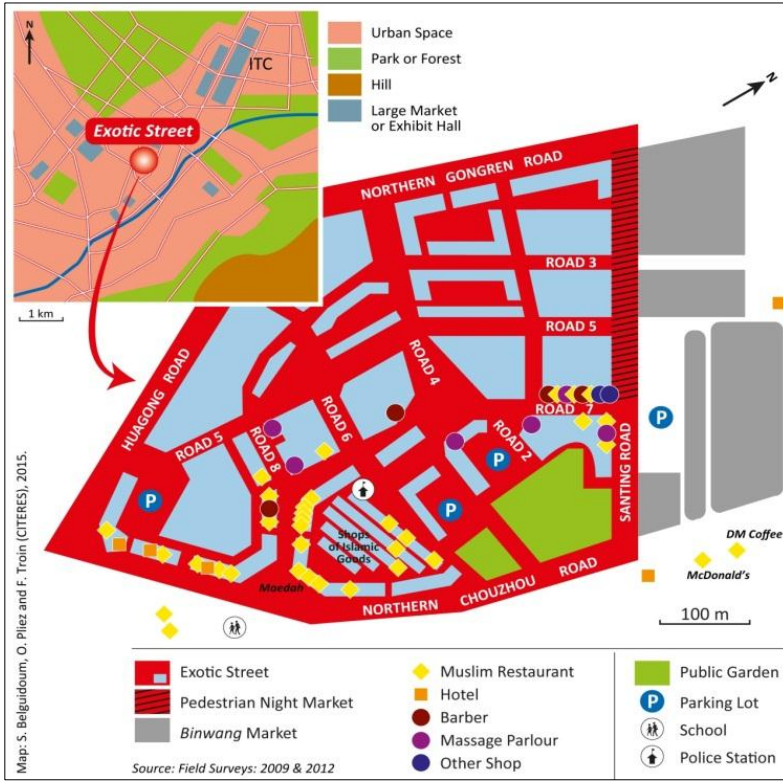 N
ITC
Exotic Street
1 km
Urban Space
Park or Forest
Hill
Large Market
or Exhibit Hall
N
NORTHERN GONGREN ROAD
ROAD 3
ROAD 5
ROAD 4
HUAGONG ROAD
ROAD 6
ROAD 7
ROAD 5
ROAD 8
ROAD 2
SANTING ROAD
P
P
P
P
Shops
of Islamic
Goods
Maedah
NORTHERN CHOUZHOU ROAD
DM Coffee
McDonald's
100 m
Map: S. Belguidoum, O. Pliez and F. Troin (CITERES), 2015.
Exotic Street
Pedestrian Night Market
Binwang Market
Source: Field Surveys: 2009 & 2012
Muslim Restaurant
Hotel
Barber
Massage Parlour
Other Shop
Public Garden
P Parking Lot
School
Police Station